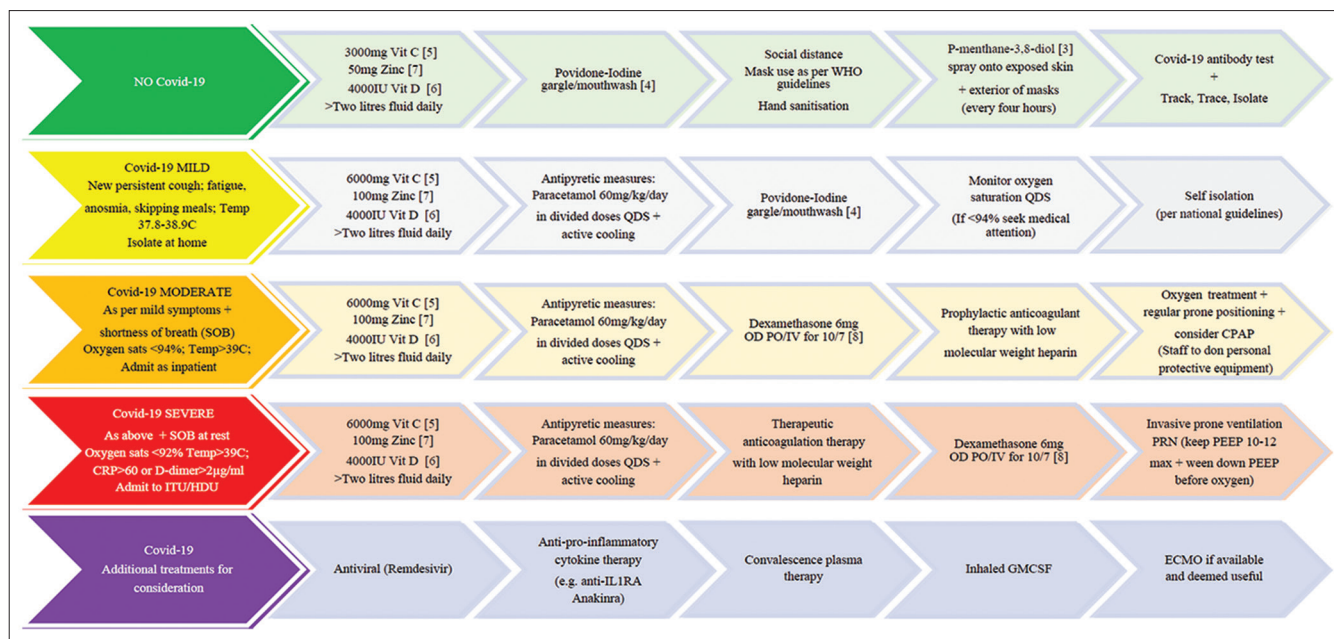 NO Covid-19
3000mg Vit C [5]
50mg Zinc [7]
4000IU Vit D [6]
>Two litres fluid daily
Povidone-Iodine
gargle/mouthwash [4]
Social distance
Mask use as per WHO
guidelines
Hand sanitisation
P-menthane-3,8-diol [3]
spray onto exposed skin
+ exterior of masks
(every four hours)
Covid-19 antibody test
+
Track, Trace, Isolate
Covid-19 MILD
New persistent cough; fatigue,
anosmia, skipping meals; Temp
37.8-38.9C
Isolate at home
6000mg Vit C [5]
100mg Zinc [7]
4000IU Vit D [6]
>Two litres fluid daily
Antipyretic measures:
Paracetamol 60mg/kg/day
in divided doses QDS +
active cooling
Povidone-Iodine
gargle/mouthwash [4]
Monitor oxygen
saturation QDS
(If <94% seek medical
attention)
Self isolation
(per national guidelines)
Covid-19 MODERATE
As per mild symptoms +
shortness of breath (SOB)
Oxygen sats <94%; Temp>39C;
Admit as inpatient
6000mg Vit C [5]
100mg Zinc [7]
4000IU Vit D [6]
>Two litres fluid daily
Antipyretic measures:
Paracetamol 60mg/kg/day
in divided doses QDS +
active cooling
Dexamethasone 6mg
OD PO/IV for 10/7 [8]
Prophylactic anticoagulant
therapy with low
molecular weight heparin
Oxygen treatment +
regular prone positioning +
consider CPAP
(Staff to don personal
protective equipment)
Covid-19 SEVERE
As above + SOB at rest
Oxygen sats <92% Temp>39C;
CRP>60 or D-dimer>2µg/ml
Admit to ITU/HDU
6000mg Vit C [5]
100mg Zinc [7]
4000IU Vit D [6]
>Two litres fluid daily
Antipyretic measures:
Paracetamol 60mg/kg/day
in divided doses QDS +
active cooling
Therapeutic
anticoagulation therapy
with low molecular weight
heparin
Dexamethasone 6mg
OD PO/IV for 10/7 [8]
Invasive prone ventilation
PRN (keep PEEP 10-12
max + ween down PEEP
before oxygen)
Covid-19
Additional treatments for
consideration
Antiviral (Remdesivir)
Anti-pro-inflammatory
cytokine therapy
(e.g. anti-IL1RA
Anakinra)
Convalescence plasma
therapy
Inhaled GMCSF
ECMO if available
and deemed useful